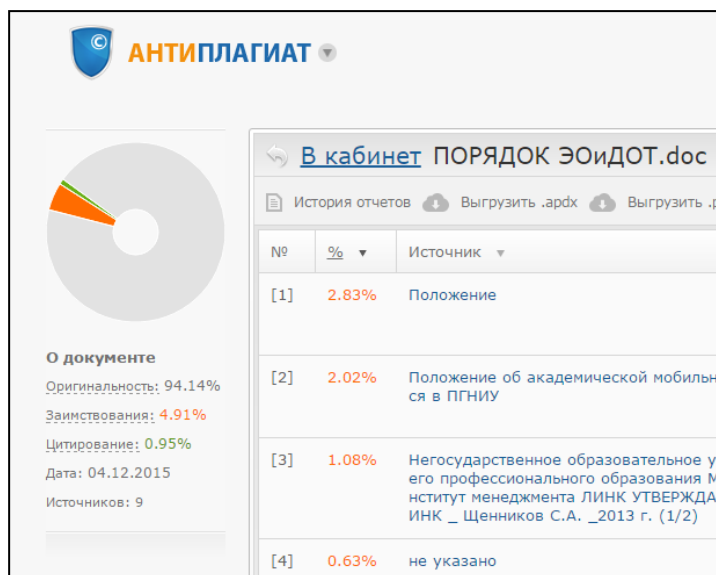 ©
АНТИПЛАГИАТ
В кабинет ПОРЯДОК ЭОиДОТ.doc
История отчетов Выгрузить .apdx Выгрузить .
№ % Источник
[1] 2.83% Положение
[2] 2.02% Положение об академической мобильн
ся в ПГНИУ
[3] 1.08% Негосударственное образовательное у
его профессионального образования М
нститут менеджмента ЛИНК УТВЕРЖДА
ИНК _ Щенников С.А. _2013 г. (1/2)
[4] 0.63% не указано
О документе
Оригинальность: 94.14%
Заимствования: 4.91%
Цитирование: 0.95%
Дата: 04.12.2015
Источников: 9